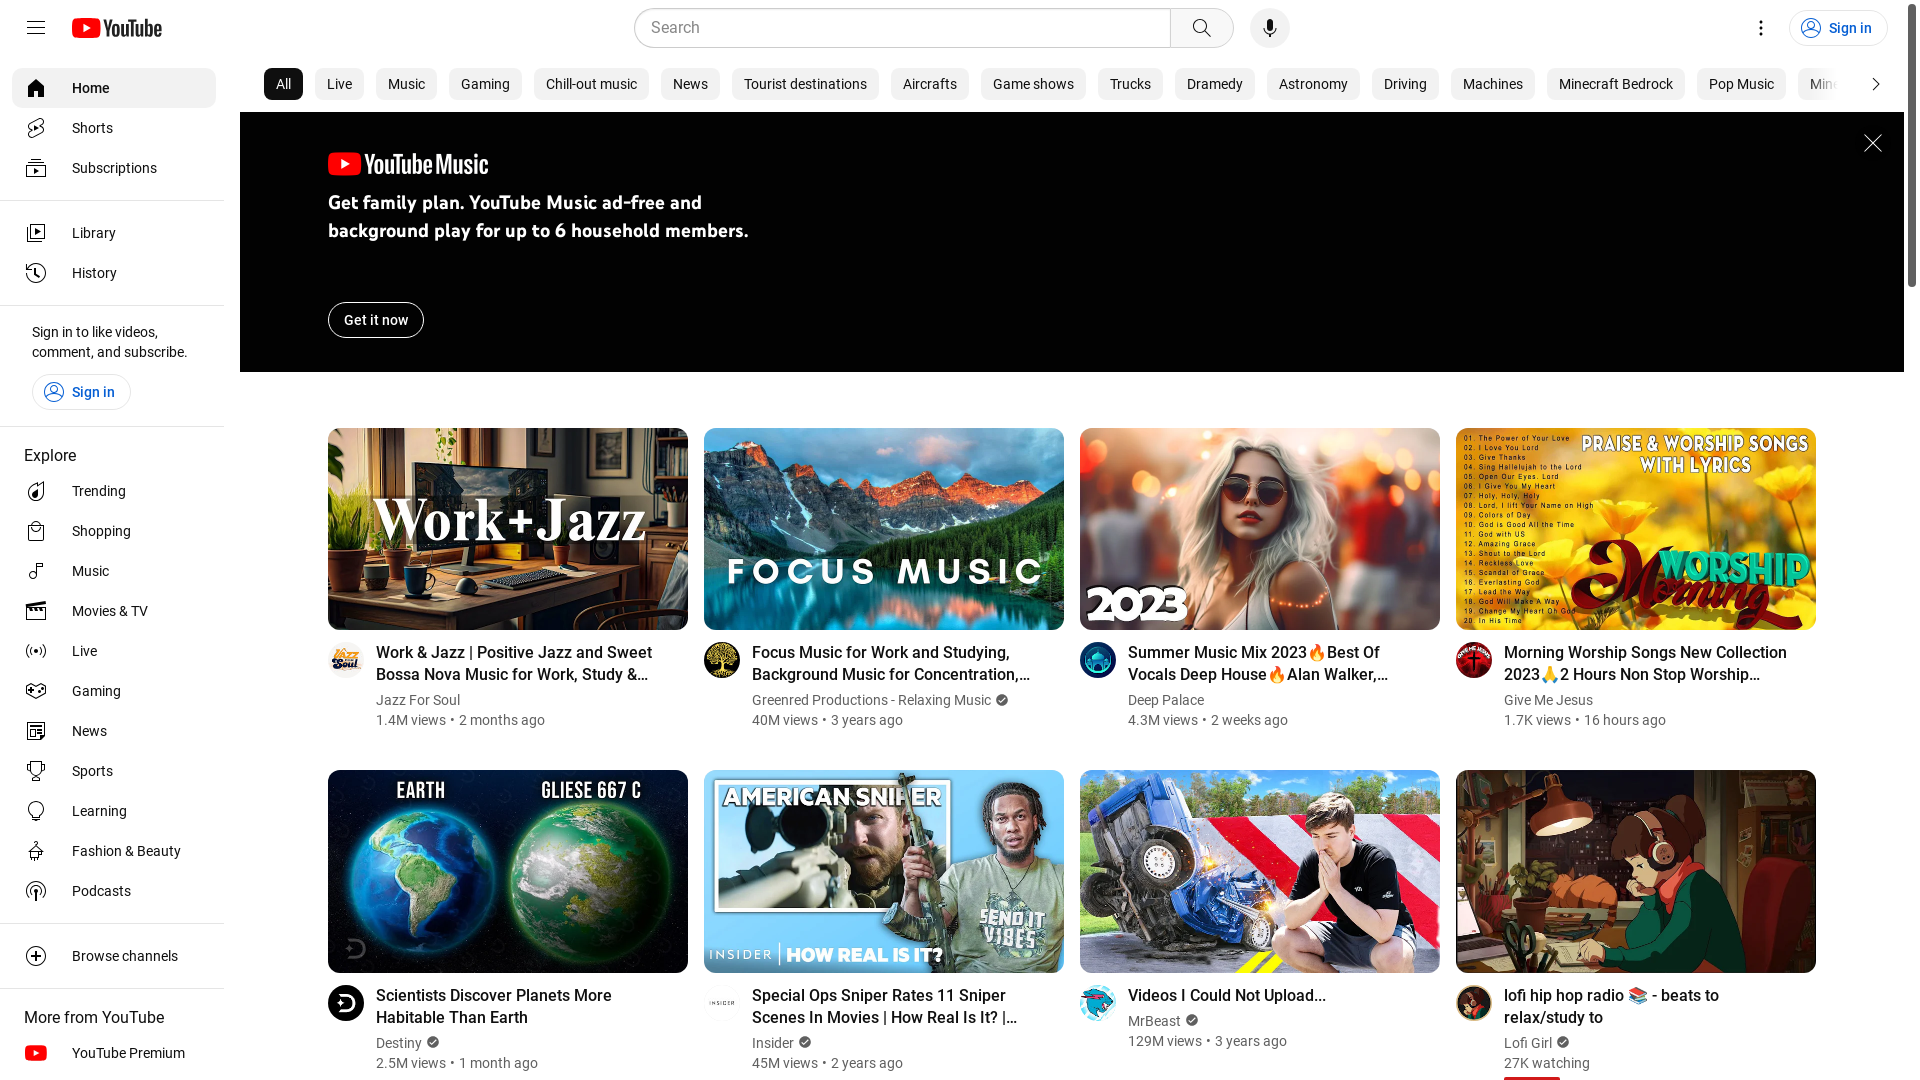 YouTube
Search
Sign in
Home
Shorts
Subscriptions
Library
History
Sign in to like videos,
comment, and subscribe.
Sign in
Explore
Trending
Shopping
Music
Movies & TV
Live
Gaming
News
Sports
Learning
Fashion & Beauty
Podcasts
Browse channels
More from YouTube
YouTube Premium
All
Live
Music
Gaming
Chill-out music
News
Tourist destinations
Aircrafts
Game shows
Trucks
Dramedy
Astronomy
Driving
Machines
Minecraft Bedrock
Pop Music
YouTube Music
Get family plan. YouTube Music ad-free and
background play for up to 6 household members.
Get it now
Work+Jazz
JAZZ
Soul
Work & Jazz | Positive Jazz and Sweet
Bossa Nova Music for Work, Study &...
Jazz For Soul
1.4M views • 2 months ago
FOCUS MUSIC
Focus Music for Work and Studying,
Background Music for Concentration,...
Greenred Productions - Relaxing Music
40M views • 3 years ago
2023
Summer Music Mix 2023🔥Best Of
Vocals Deep House🔥Alan Walker,...
Deep Palace
4.3M views • 2 weeks ago
PRAISE & WORSHIP SONGS
WITH LYRICS
01. The Power of Your Love
02. I Love You Lord
03. Give Thanks
04. Sing Hallelujah to the Lord
05. Open Our Eyes. Lord
06. I Give You My Heart
07. Holy, Holy, Holy
08. Lord, I lift Your Name on High
09. Colors of Day
10. God is Good All the Time
11. God with US
12. Amazing Grace
13. Shout to the Lord
14. Reckless Love
15. Scandal of Grace
16. Everlasting God
17. Lead the Way
18. God Will Make A Way
19. Change My Heart Oh God
20. In His Time
WORSHIP
Morning
GIVE ME JESUS
Morning Worship Songs New Collection
2023🙏2 Hours Non Stop Worship...
Give Me Jesus
1.7K views • 16 hours ago
EARTH
GLIESE 667 C
Scientists Discover Planets More
Habitable Than Earth
Destiny
2.5M views • 1 month ago
AMERICAN SNIPER
SEND IT
VIBES
INSIDER | HOW REAL IS IT?
INSIDER
Special Ops Sniper Rates 11 Sniper
Scenes In Movies | How Real Is It? |...
Insider
45M views • 2 years ago
Videos I Could Not Upload...
MrBeast
129M views • 3 years ago
lofi hip hop radio 📚 - beats to
relax/study to
Lofi Girl
27K watching